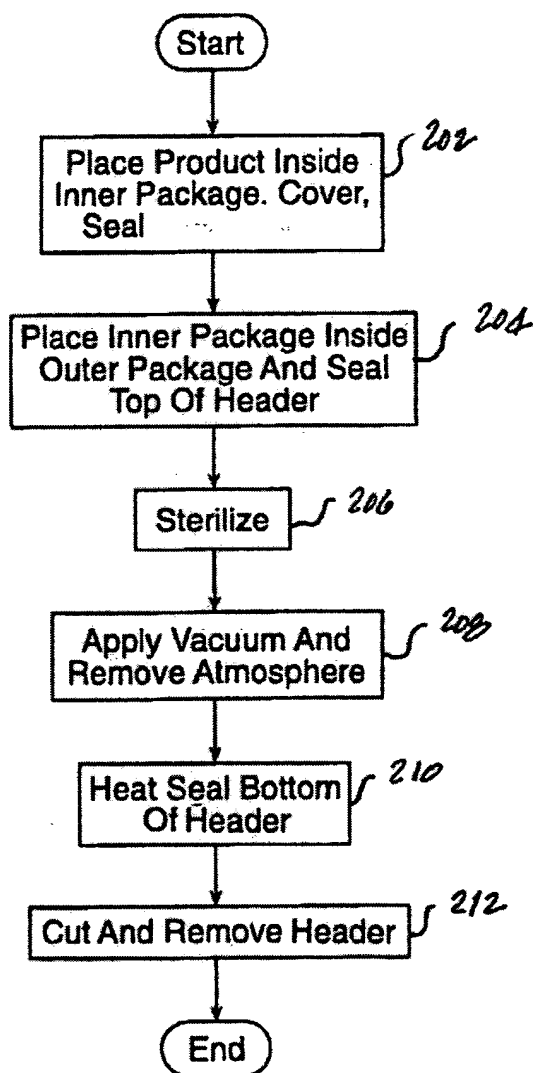 Start
Place Product Inside
Inner Package. Cover,
Seal
202
Place Inner Package Inside
Outer Package And Seal
Top Of Header
204
Sterilize
206
Apply Vacuum And
Remove Atmosphere
208
Heat Seal Bottom
Of Header
210
Cut And Remove Header
212
End